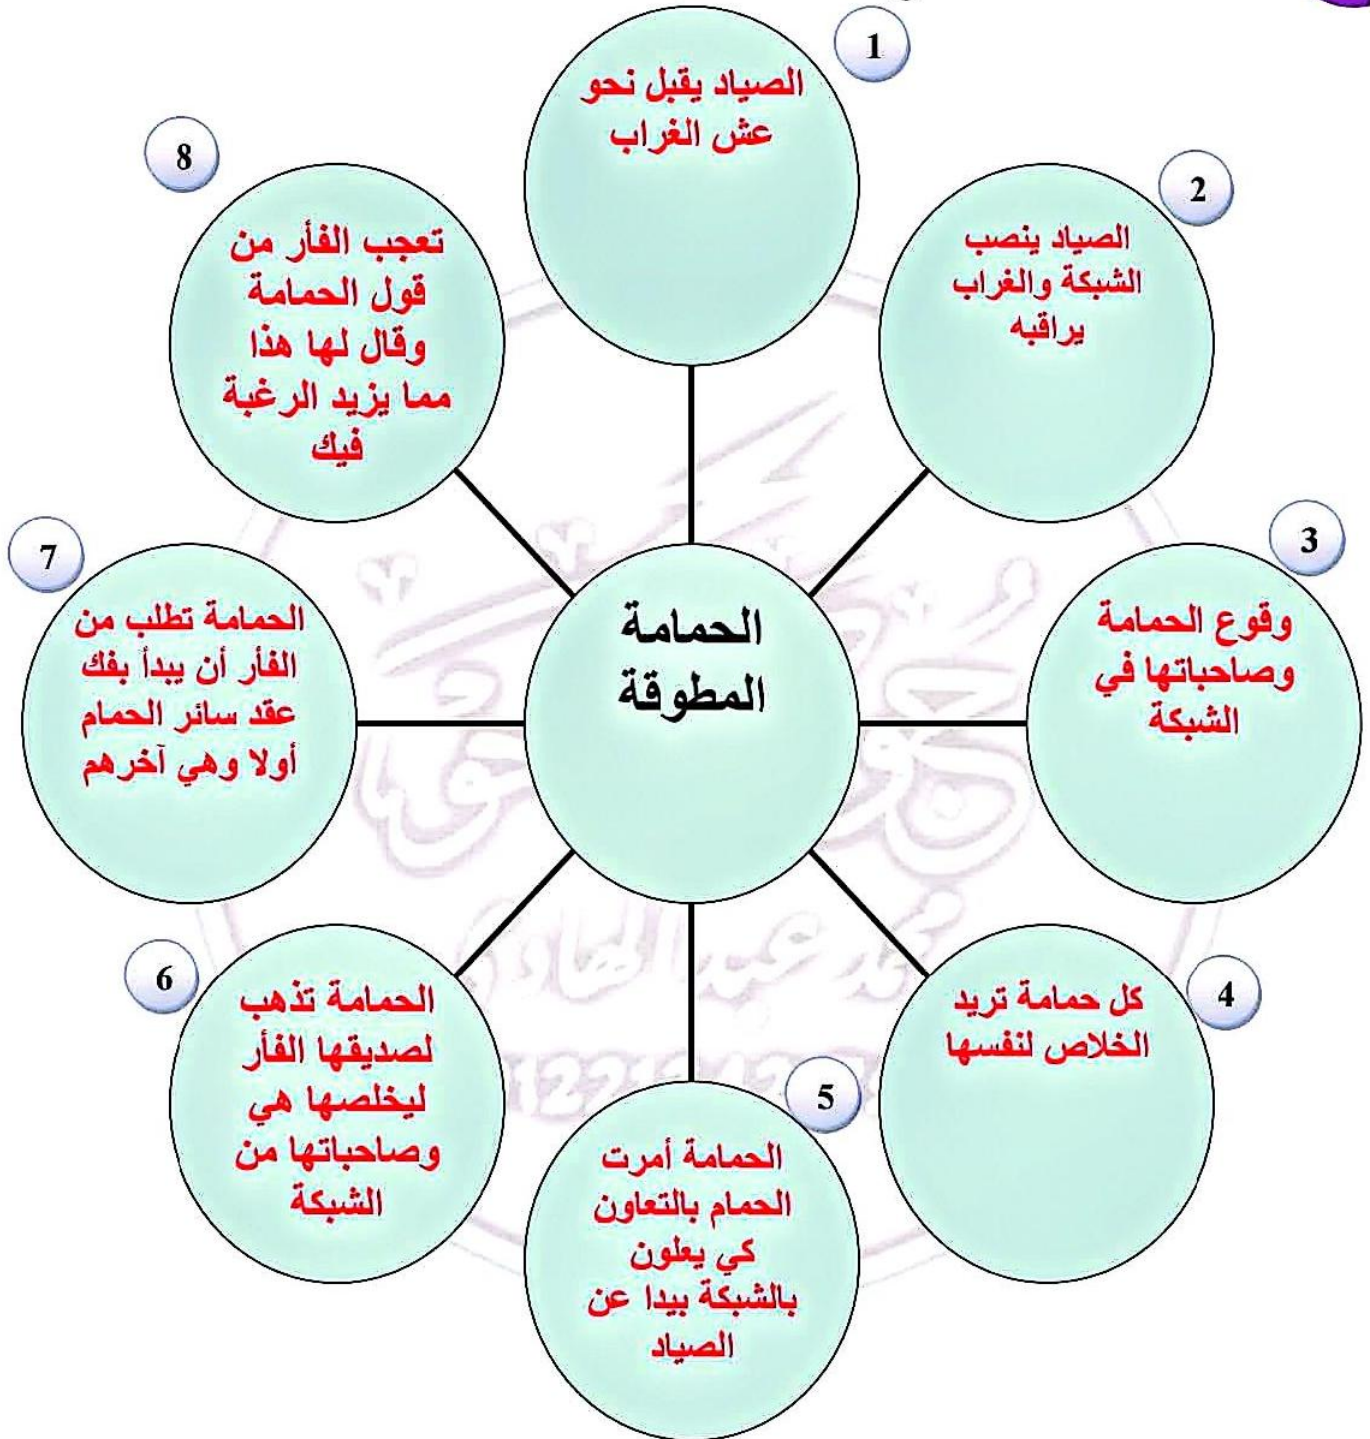 1
الصياد يقبل نحو
عش الغراب
2
الصياد ينصب
الشبكة والغراب
يراقبه
3
وقوع الحمامة
وصاحباتها في
الشبكة
4
كل حمامة تريد
الخلاص لنفسها
5
الحمامة أمرت
الحمام بالتعاون
كي يعلون
بالشبكة بيدا عن
الصياد
6
الحمامة تذهب
لصديقها الفأر
ليخلصها هي
وصاحباتها من
الشبكة
7
الحمامة تطلب من
الفأر أن يبدأ بفك
عقد سائر الحمام
أولا وهي آخرهم
8
تعجب الفأر من
قول الحمامة
وقال لها هذا
مما يزيد الرغبة
فيك
الحمامة
المطوقة
محمد عبد الهادي